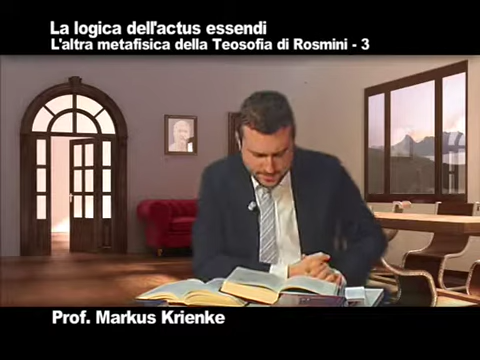 La logica dell'actus essendi
L'altra metafisica della Teosofia di Rosmini - 3
Prof. Markus Krienke